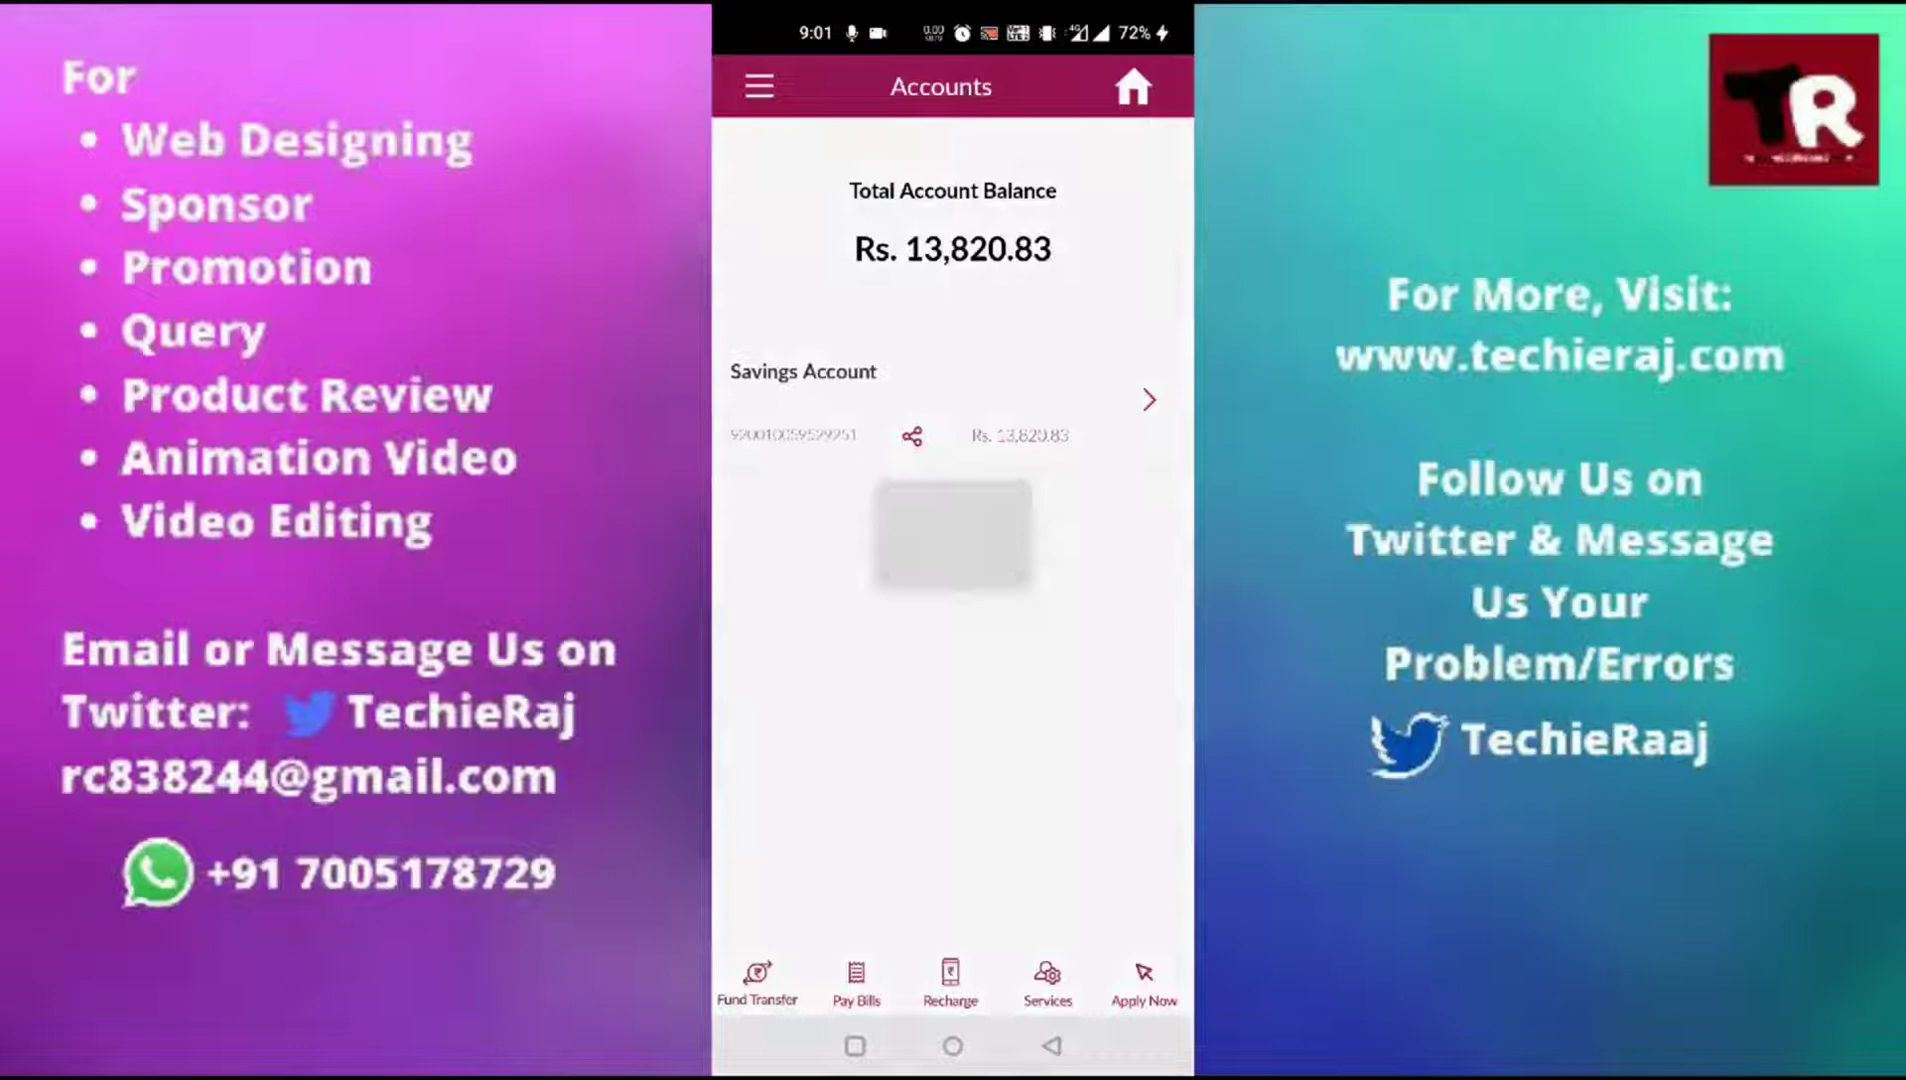 For
• Web Designing
• Sponsor
• Promotion
• Query
• Product Review
• Animation Video
• Video Editing
Email or Message Us on
Twitter: TechieRaj
rc838244@gmail.com
+91 7005178729
9:01 72%
Accounts
Total Account Balance
Rs. 13,820.83
Savings Account
920010059529251 Rs. 13,820.83
Fund Transfer Pay Bills Recharge Services Apply Now
TR
For More, Visit:
www.techieraj.com
Follow Us on
Twitter & Message
Us Your
Problem/Errors
TechieRaaj